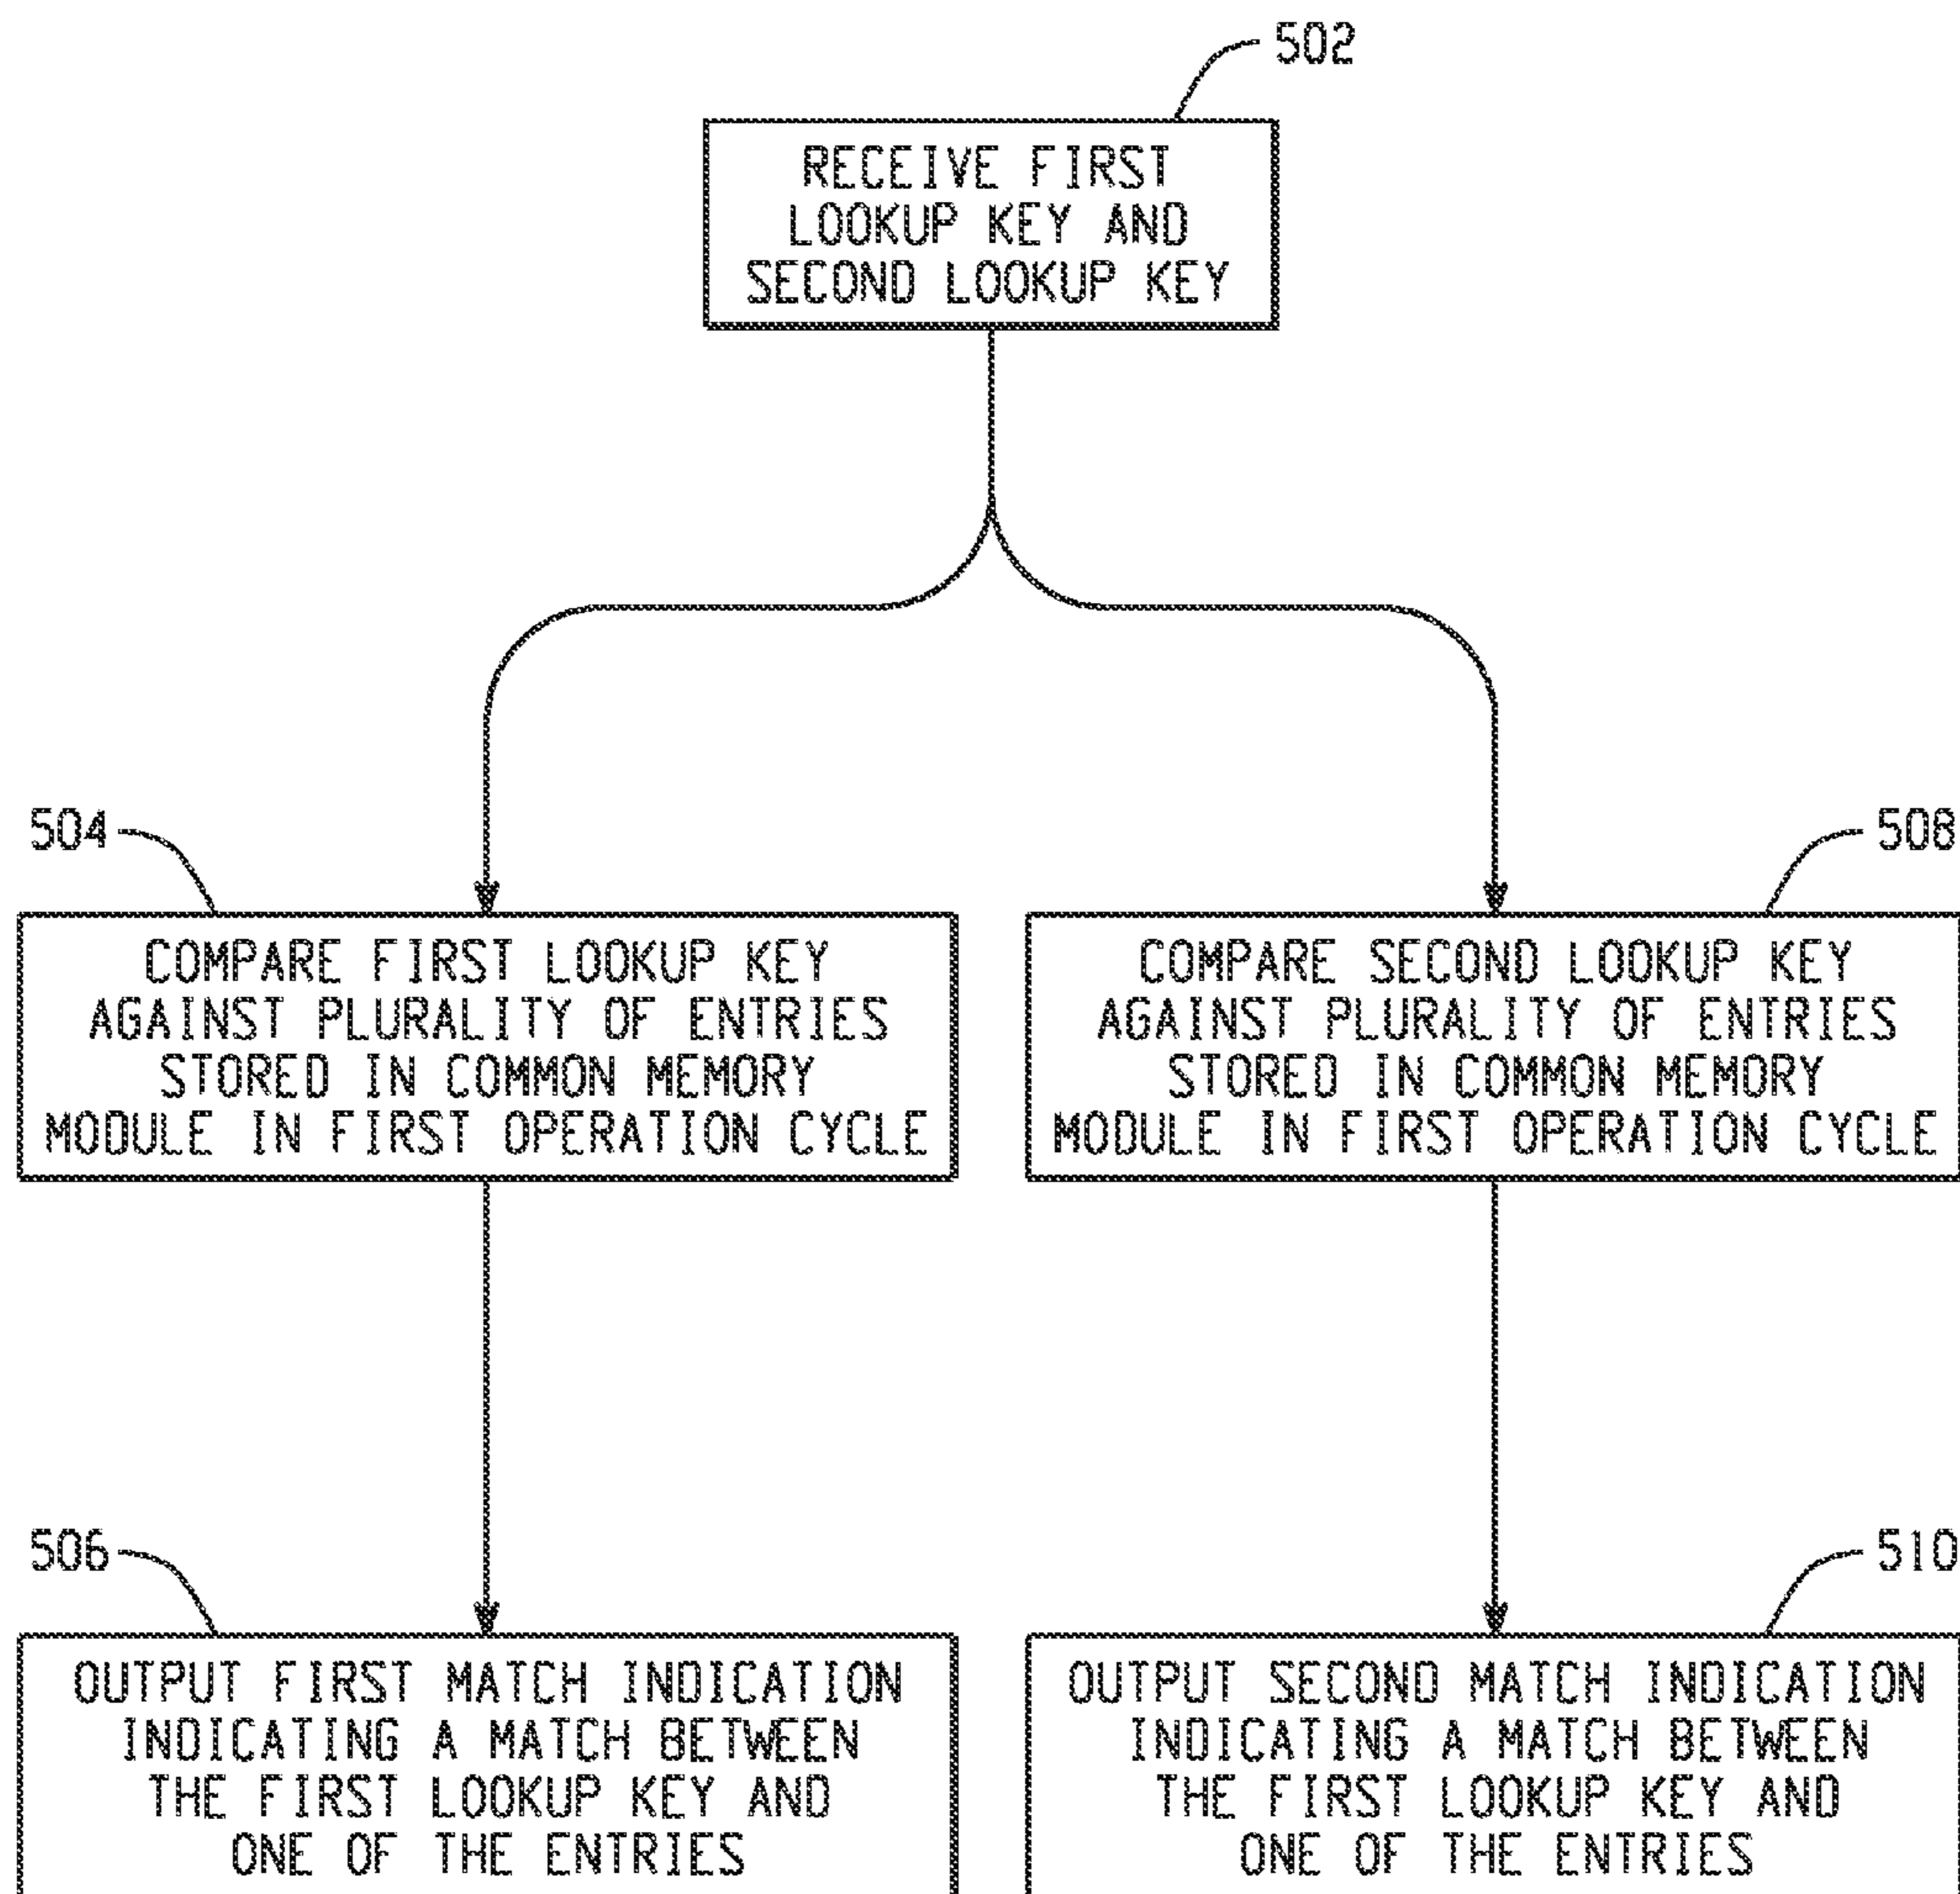 502
RECEIVE FIRST
LOOKUP KEY AND
SECOND LOOKUP KEY
504
COMPARE FIRST LOOKUP KEY
AGAINST PLURALITY OF ENTRIES
STORED IN COMMON MEMORY
MODULE IN FIRST OPERATION CYCLE
508
COMPARE SECOND LOOKUP KEY
AGAINST PLURALITY OF ENTRIES
STORED IN COMMON MEMORY
MODULE IN FIRST OPERATION CYCLE
506
OUTPUT FIRST MATCH INDICATION
INDICATING A MATCH BETWEEN
THE FIRST LOOKUP KEY AND
ONE OF THE ENTRIES
510
OUTPUT SECOND MATCH INDICATION
INDICATING A MATCH BETWEEN
THE FIRST LOOKUP KEY AND
ONE OF THE ENTRIES